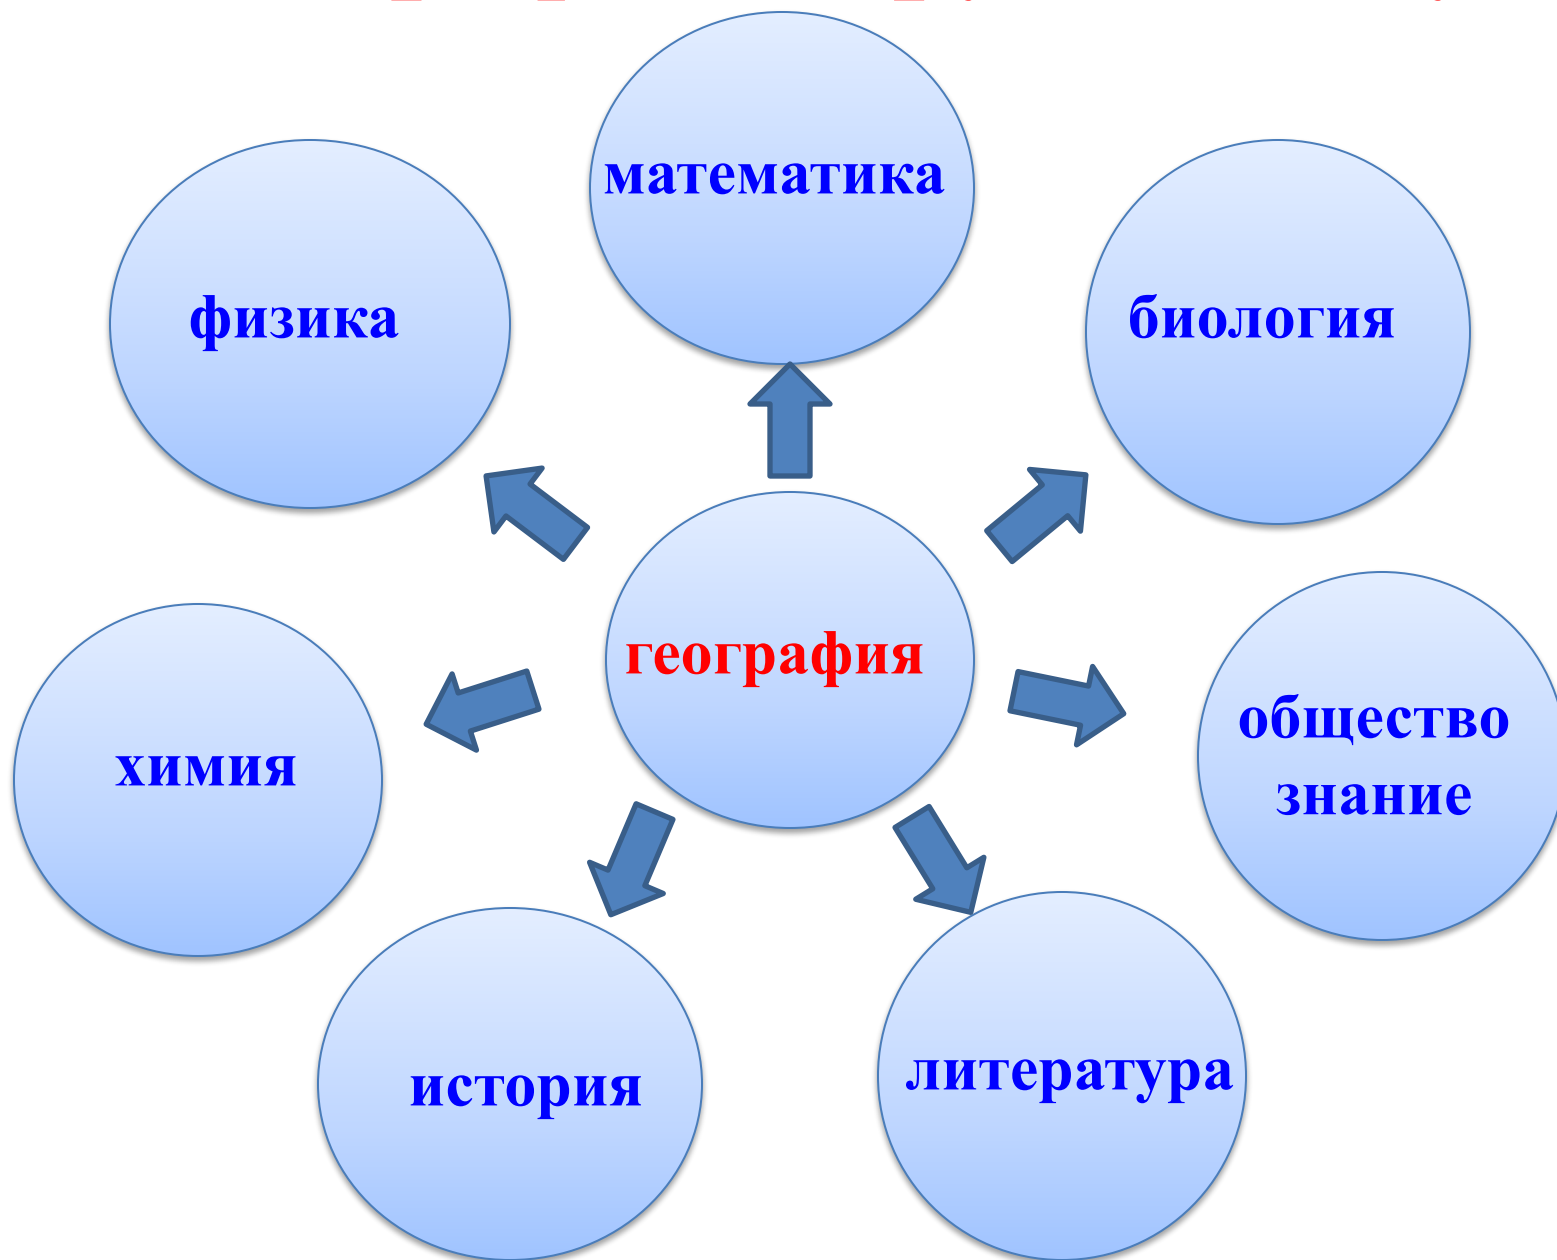 математика
физика
биология
география
общество
знание
химия
история
литература